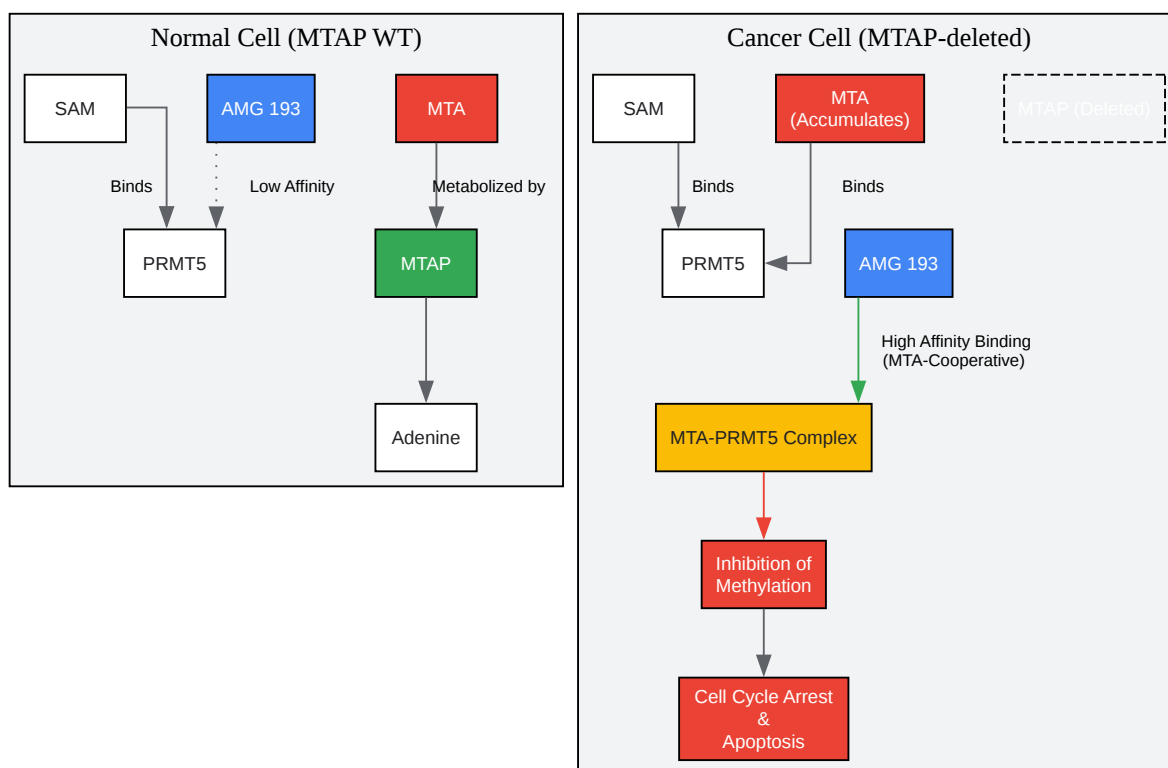 Normal Cell (MTAP WT)
SAM
AMG 193
MTA
Binds
Low Affinity
Metabolized by
PRMT5
MTAP
Adenine
Cancer Cell (MTAP-deleted)
SAM
MTA
(Accumulates)
MTAP (Deleted)
Binds
Binds
PRMT5
AMG 193
High Affinity Binding
(MTA-Cooperative)
MTA-PRMT5 Complex
Inhibition of
Methylation
Cell Cycle Arrest
&
Apoptosis